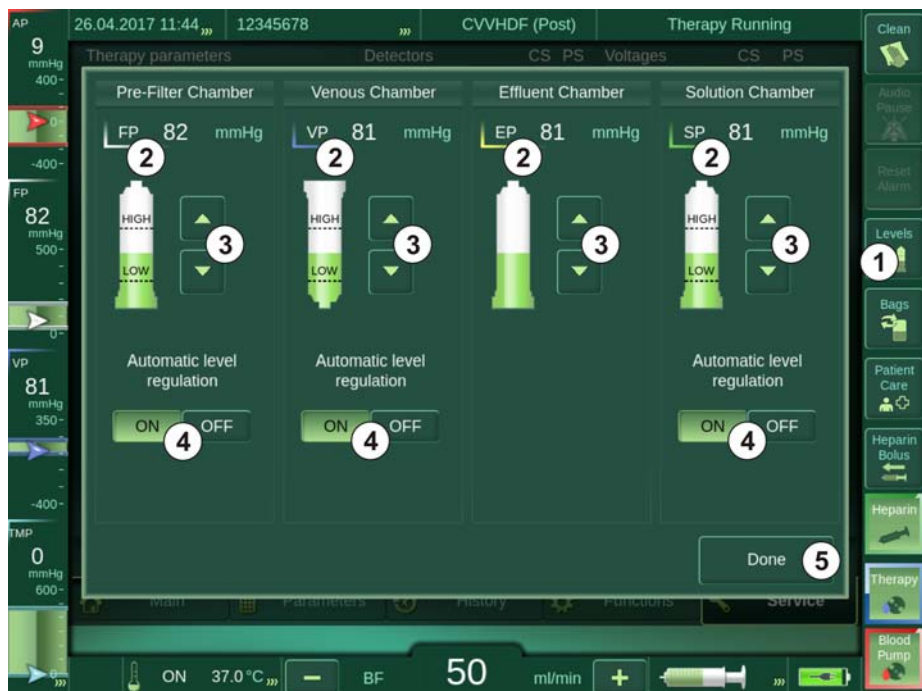 AP
9
mmHg
400
0
-400
FP
82
mmHg
500
0
VP
81
mmHg
350
-400
TMP
0
mmHg
600
0
26.04.2017 11:44
12345678
CVVHDF (Post)
Therapy Running
Therapy parameters
Detectors
CS PS
Voltages
CS PS
Pre-Filter Chamber
FP 82 mmHg
2
HIGH
LOW
3
Automatic level
regulation
ON OFF
4
Venous Chamber
VP 81 mmHg
2
HIGH
LOW
3
Automatic level
regulation
ON OFF
4
Effluent Chamber
EP 81 mmHg
2
3
Solution Chamber
SP 81 mmHg
2
HIGH
LOW
3
Automatic level
regulation
ON OFF
4
Done 5
Main
Parameters
History
Functions
Service
ON 37.0 °C
BF 50 ml/min
Clean
Audio
Pause
Reset
Alarm
Levels
1
Bags
Patient
Care
Heparin
Bolus
Heparin
Therapy
Blood
Pump